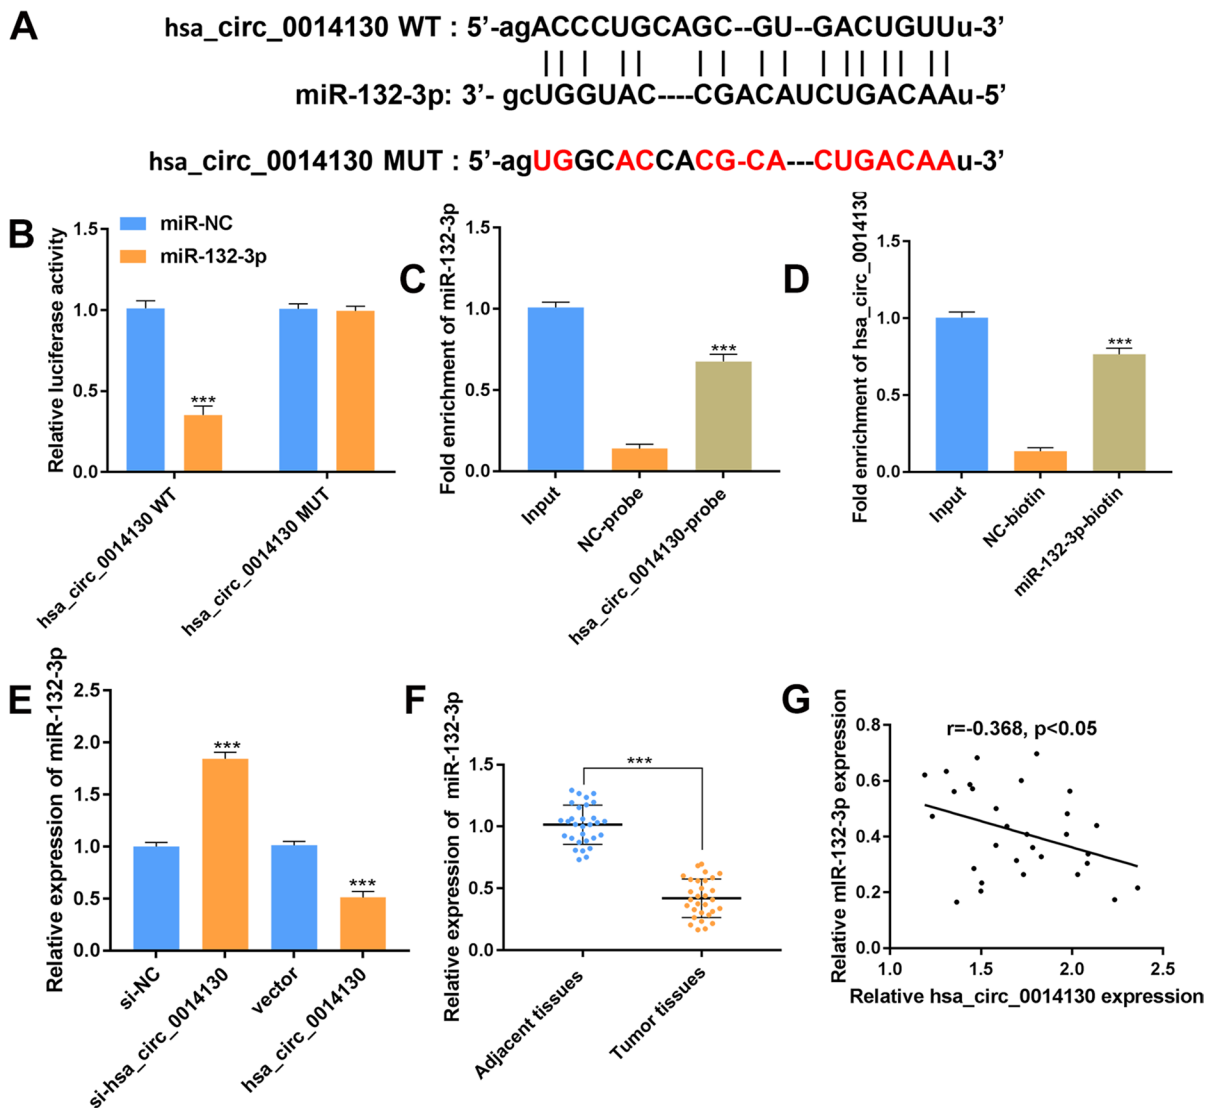 A
hsa_circ_0014130 WT : 5’-agACCCUGCAGC--GU--GACUGUUu-3’
miR-132-3p: 3’- gcUGGUAC----CGACAUCUGACAAu-5’
hsa_circ_0014130 MUT : 5’-agUGGCACCACG-CA---CUGACAAu-3’
B
miR-NC
miR-132-3p
Relative luciferase activity
1.5
1.0
0.5
0.0
***
hsa_circ_0014130 WT
hsa_circ_0014130 MUT
C
Fold enrichment of miR-132-3p
1.5
1.0
0.5
0.0
***
Input
NC-probe
hsa_circ_0014130-probe
D
Fold enrichment of hsa_circ_0014130
1.5
1.0
0.5
0.0
***
Input
NC-biotin
miR-132-3p-biotin
E
Relative expression of miR-132-3p
2.5
2.0
1.5
1.0
0.5
0.0
***
***
si-NC
si-hsa_circ_0014130
vector
hsa_circ_0014130
F
Relative expression of miR-132-3p
1.5
1.0
0.5
0.0
***
Adjacent tissues
Tumor tissues
G
Relative mIR-132-3p expression
0.8
0.6
0.4
0.2
0.0
r=-0.368, p<0.05
1.0
1.5
2.0
2.5
Relative hsa_circ_0014130 expression